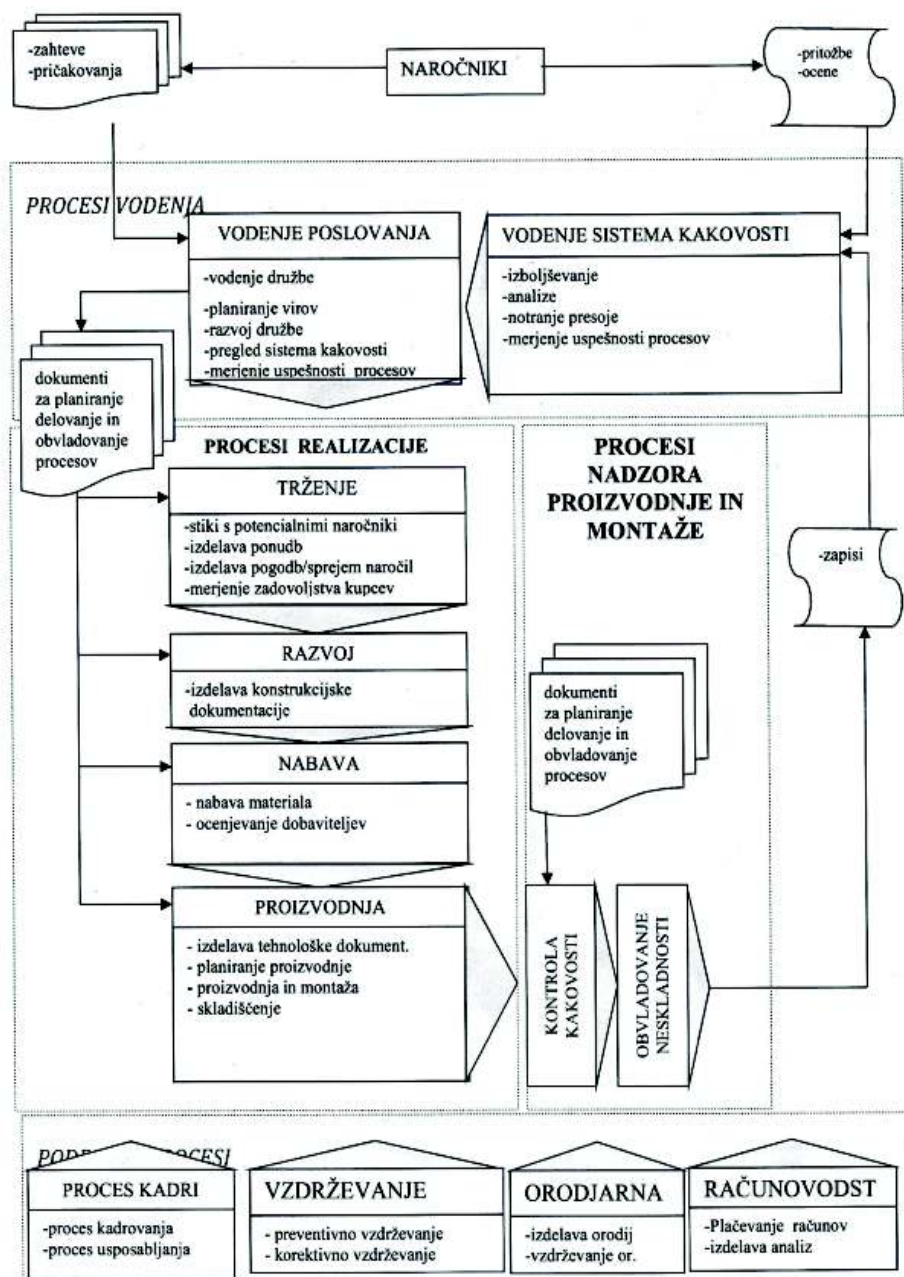 -zahteve
-pričakovanja
NAROČNIKI
-pritožbe
-ocene
PROCESI VODENJA
VODENJE POSLOVANJA
-vodenje družbe
-planiranje virov
-razvoj družbe
-pregled sistema kakovosti
-merjenje uspešnosti procesov
VODENJE SISTEMA KAKOVOSTI
-izboljševanje
-analize
-notranje presoje
-merjenje uspešnosti procesov
dokumenti
za planiranje
delovanje in
obvladovanje
procesov
PROCESI REALIZACIJE
TRŽENJE
-stiki s potencialnimi naročniki
-izdelava ponudb
-izdelava pogodb/sprejem naročil
-merjenje zadovoljstva kupcev
RAZVOJ
-izdelava konstrukcijske
dokumentacije
NABAVA
- nabava materiala
- ocenjevanje dobaviteljev
PROIZVODNJA
- izdelava tehnološke dokument.
- planiranje proizvodnje
- proizvodnja in montaža
- skladiščenje
PROCESI
NADZORA
PROIZVODNJE IN
MONTAŽE
dokumenti
za planiranje
delovanje in
obvladovanje
procesov
KONTROLA
KAKOVOSTI
OBVLADOVANJE
NESKLADNOSTI
-zapisi
PROCES KADRI
-proces kadrovanja
-proces usposabljanja
VZDRŽEVANJE
- preventivno vzdrževanje
- korektivno vzdrževanje
ORODJARNA
-izdelava orodij
-vzdrževanje or.
RAČUNOVODST
-Plačevanje računov
-izdelava analiz